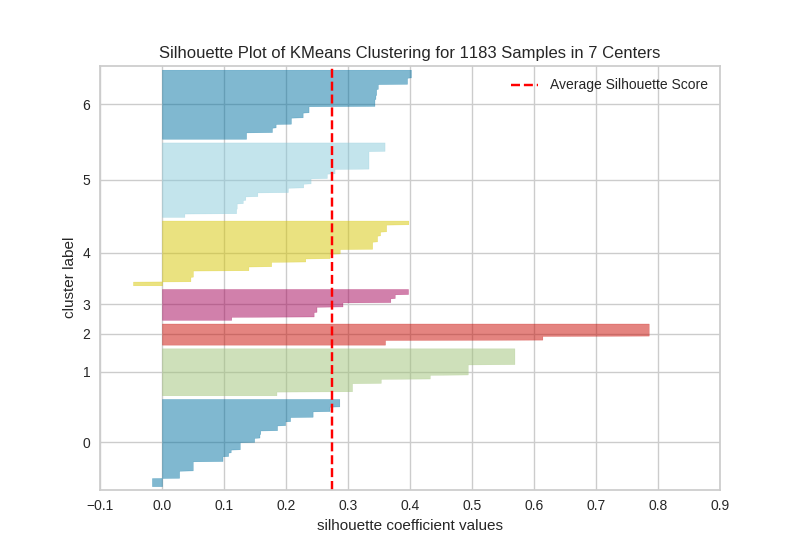 Silhouette Plot of KMeans Clustering for 1183 Samples in 7 Centers
Average Silhouette Score
6
5
4
3
2
1
0
cluster label
−0.1 0.0 0.1 0.2 0.3 0.4 0.5 0.6 0.7 0.8 0.9
silhouette coefficient values